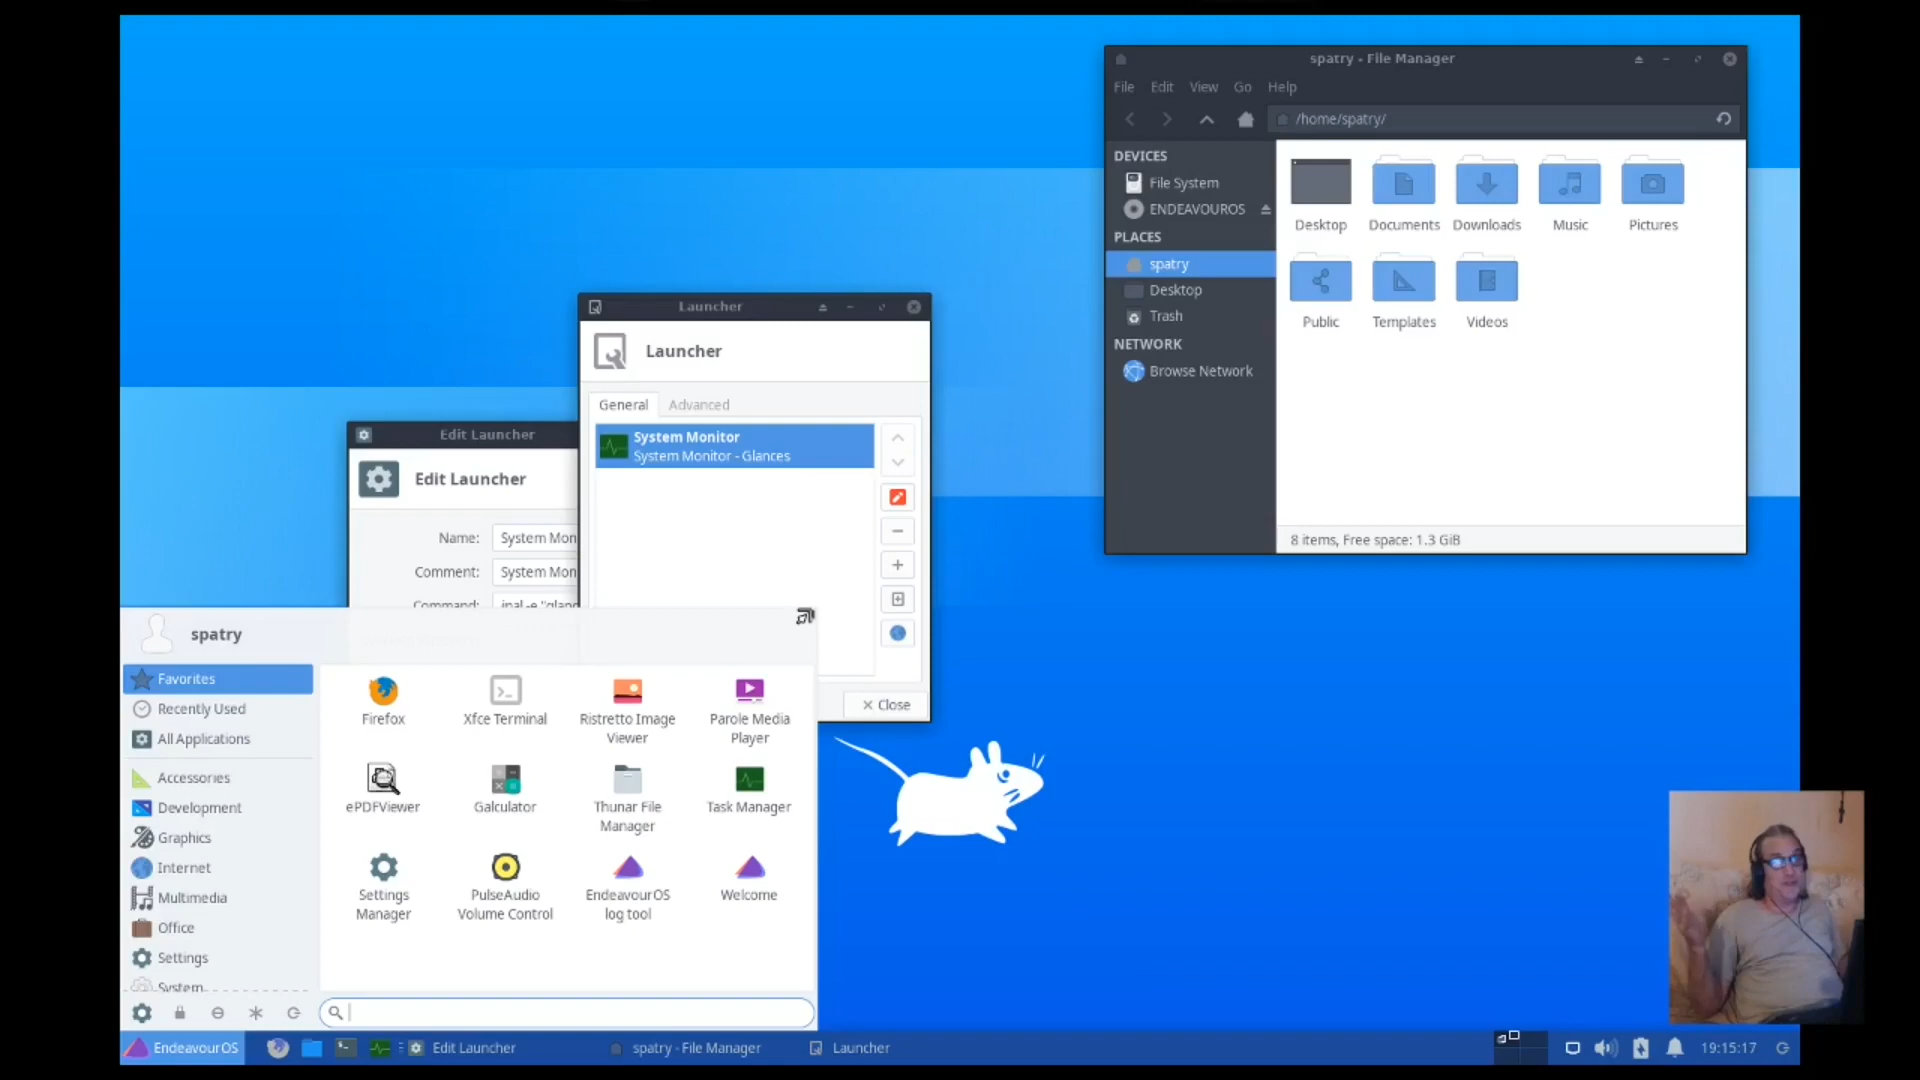 spatry - File Manager
File Edit View Go Help
/home/spatry/
DEVICES
File System
ENDEAVOUROS
PLACES
spatry
Desktop
Trash
NETWORK
Browse Network
Desktop Documents Downloads Music Pictures
Public Templates Videos
8 items, Free space: 1.3 GiB
Launcher
Launcher
General Advanced
System Monitor
System Monitor - Glances
Close
Edit Launcher
Edit Launcher
Name: System Mon
Comment: System Mon
Command: inal -e "glanc
spatry
Favorites
Recently Used
All Applications
Accessories
Development
Graphics
Internet
Multimedia
Office
Settings
System
Firefox
Xfce Terminal
Ristretto Image
Viewer
Parole Media
Player
ePDFViewer
Galculator
Thunar File
Manager
Task Manager
Settings
Manager
PulseAudio
Volume Control
EndeavourOS
log tool
Welcome
EndeavourOS
Edit Launcher
spatry - File Manager
Launcher
19:15:17